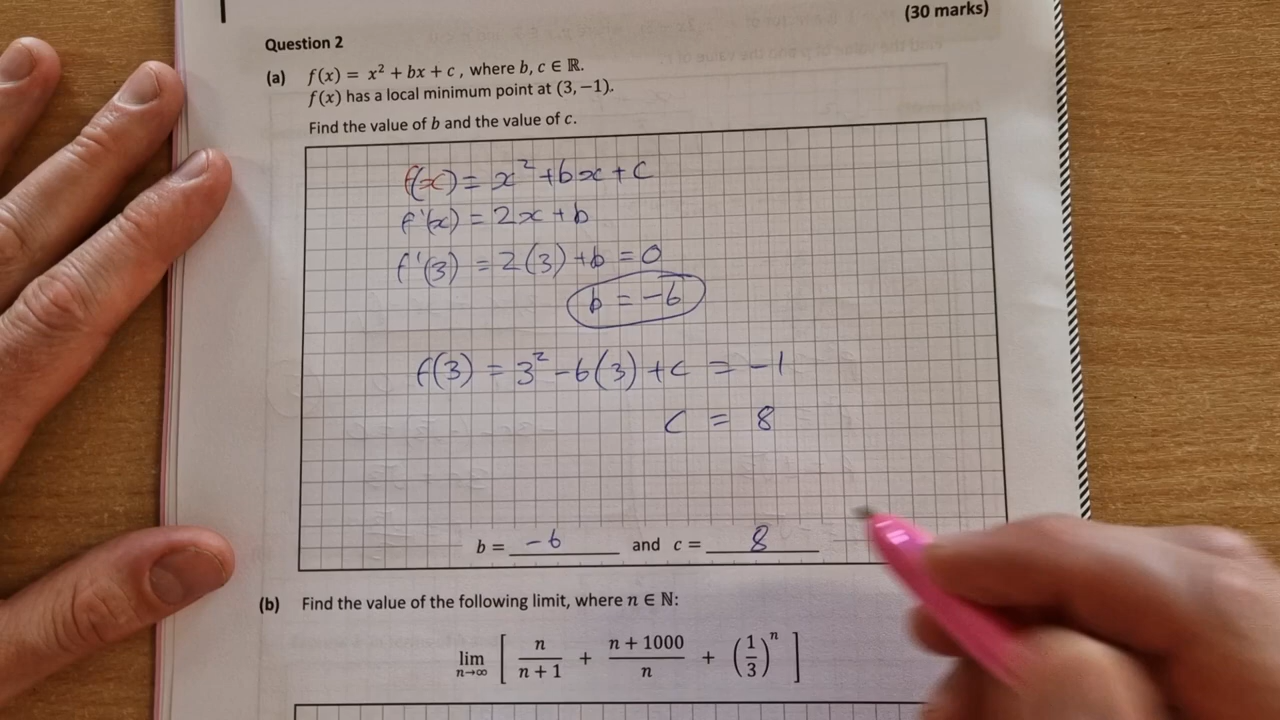 (30 marks)
Question 2
(a) f(x) = x² + bx + c , where b, c ∈ ℝ.
f(x) has a local minimum point at (3, −1).
Find the value of b and the value of c.
f(x) = x² + bx + c
f'(x) = 2x + b
f'(3) = 2(3) + b = 0
b = -6
f(3) = 3² - 6(3) + c = -1
c = 8
b = -6 and c = 8
(b) Find the value of the following limit, where n ∈ ℕ:
lim n→∞ [ n/(n + 1) + (n + 1000)/n + (1/3)ⁿ ]